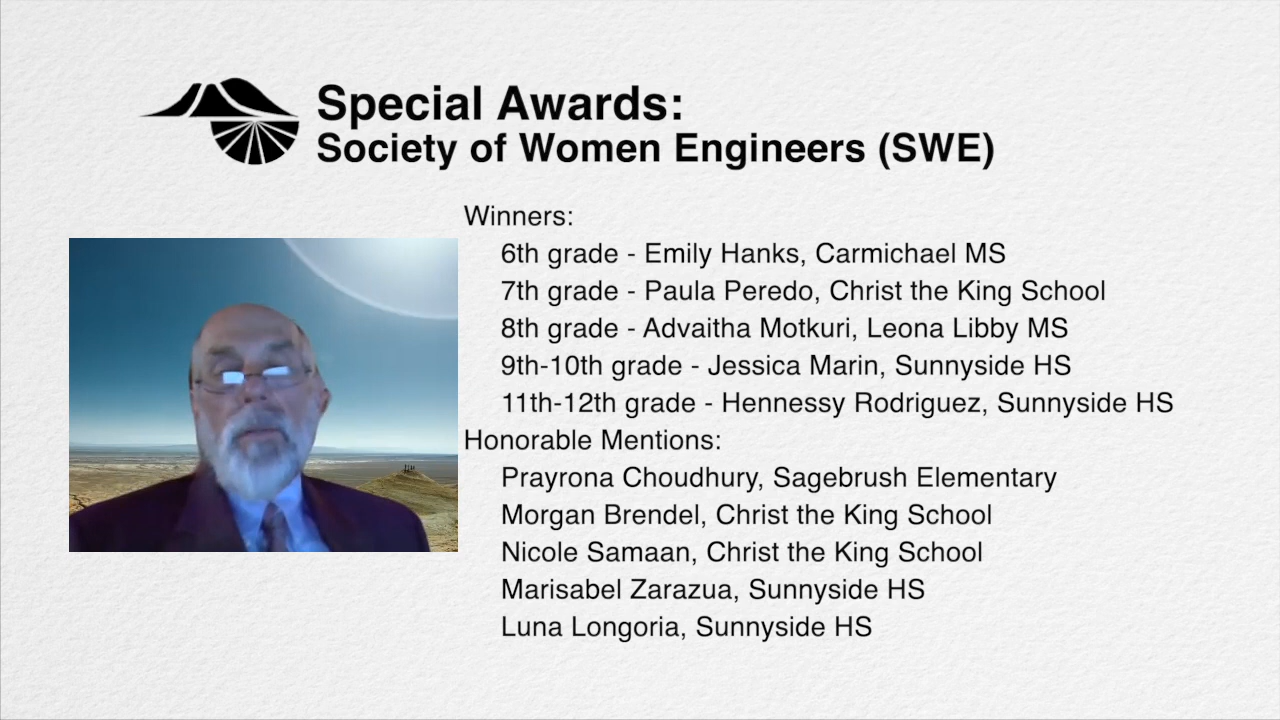 Special Awards:
Society of Women Engineers (SWE)
Winners:
6th grade - Emily Hanks, Carmichael MS
7th grade - Paula Peredo, Christ the King School
8th grade - Advaitha Motkuri, Leona Libby MS
9th-10th grade - Jessica Marin, Sunnyside HS
11th-12th grade - Hennessy Rodriguez, Sunnyside HS
Honorable Mentions:
Prayrona Choudhury, Sagebrush Elementary
Morgan Brendel, Christ the King School
Nicole Samaan, Christ the King School
Marisabel Zarazua, Sunnyside HS
Luna Longoria, Sunnyside HS